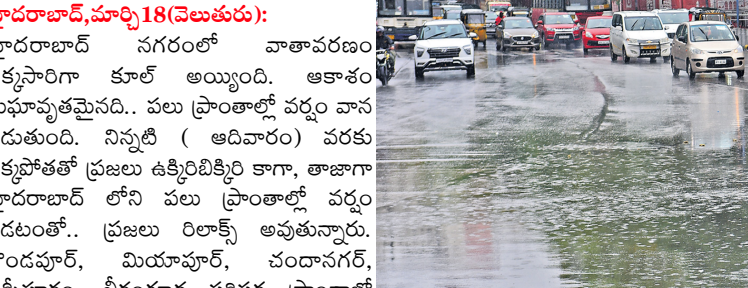 హైదరాబాద్,మార్చి18(వెలుతురు):
హైదరాబాద్ నగరంలో వాతావరణం
ఒక్కసారిగా కూల్ అయ్యింది. ఆకాశం
మేఘావృతమైనది.. పలు ప్రాంతాల్లో వర్షం వాన
పడుతుంది. నిన్నటి ( ఆదివారం) వరకు
ఉక్కపోతతో ప్రజలు ఉక్కిరిబిక్కిరి కాగా, తాజాగా
హైదరాబాద్ లోని పలు ప్రాంతాల్లో వర్షం
పడటంతో.. ప్రజలు రిలాక్స్ అవుతున్నారు.
కొండపూర్, మియాపూర్, చందానగర్,